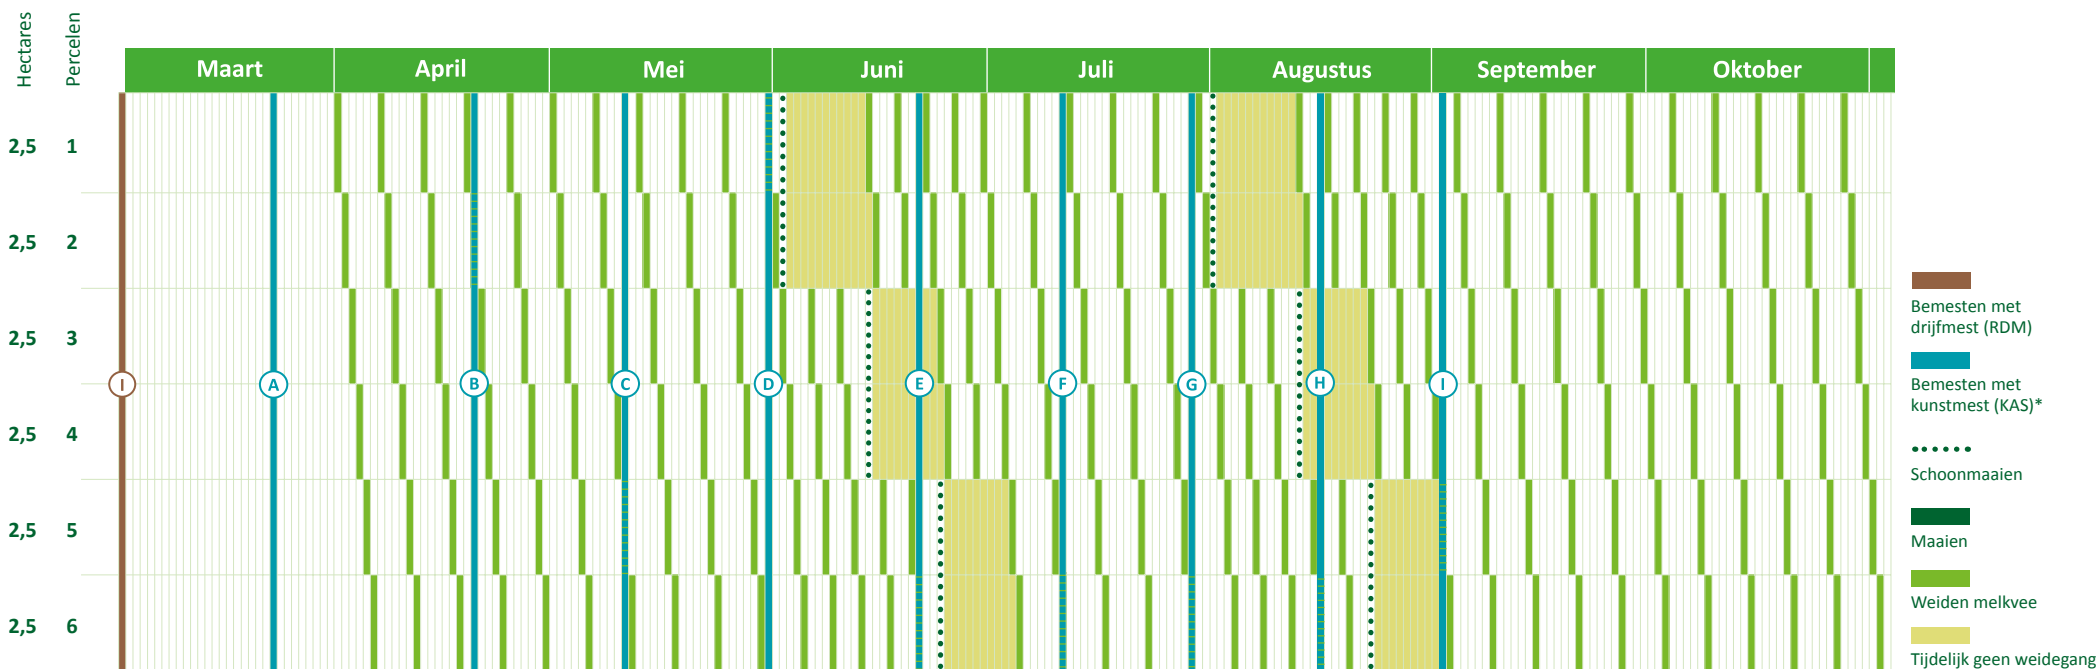 Hectares
Percelen
Maart
April
Mei
Juni
Juli
Augustus
September
Oktober
2,5 1
2,5 2
2,5 3
I A B C D E F G H I
2,5 4
2,5 5
2,5 6
Bemesten met
drijfmest (RDM)
Bemesten met
kunstmest (KAS)*
Schoonmaaien
Maaien
Weiden melkvee
Tijdelijk geen weidegang